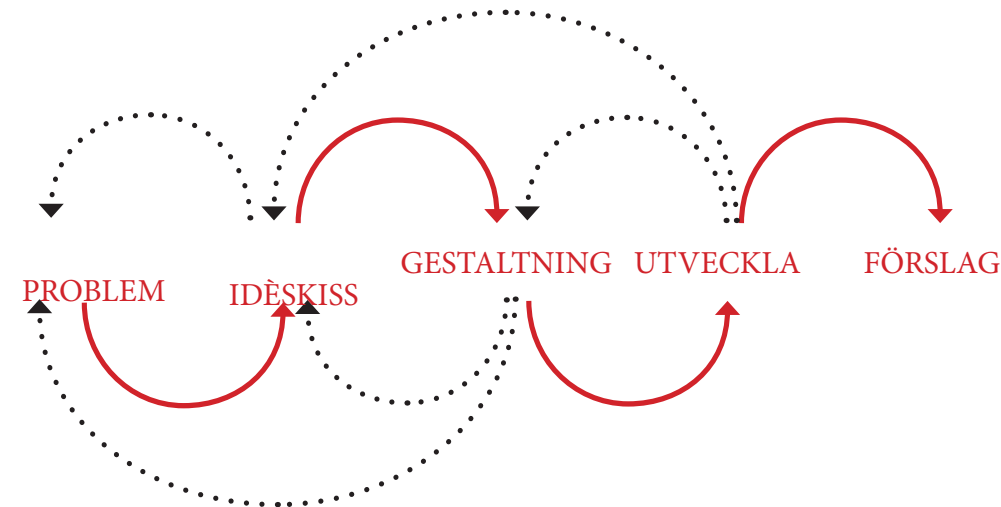 PROBLEM
IDÈSKISS
GESTALTNING
UTVECKLA
FÖRSLAG